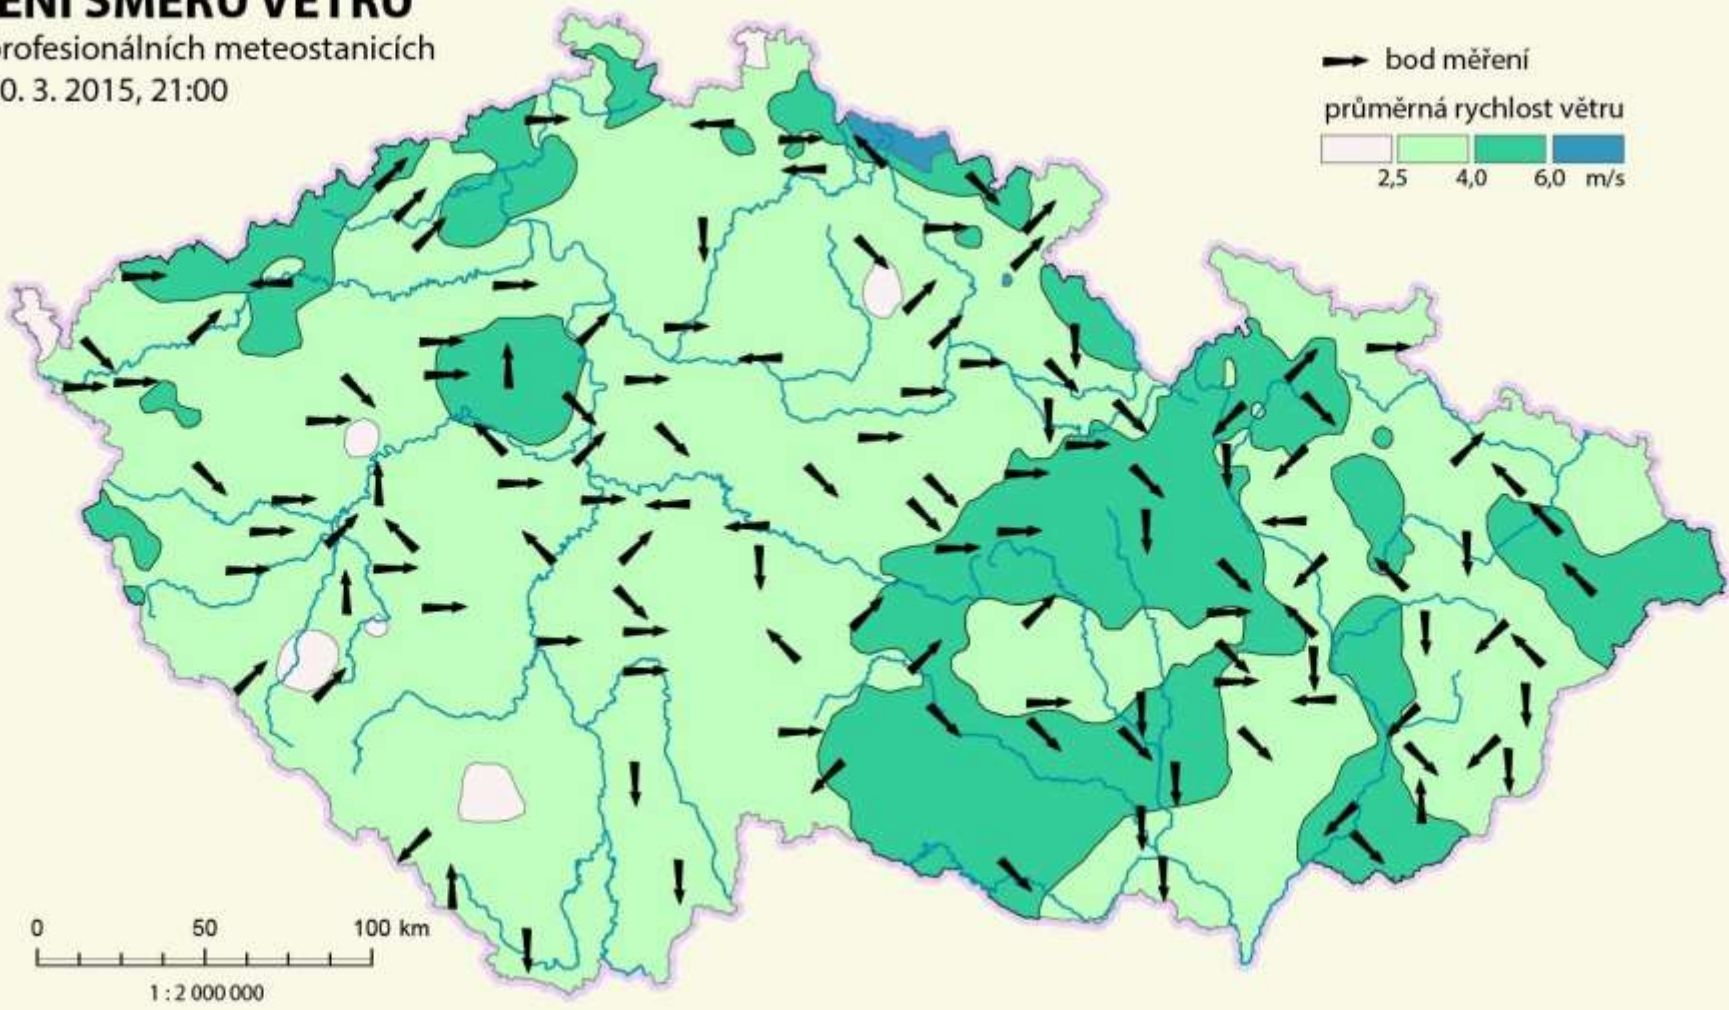 ENÍ SMĚRU VĚTRU
profesionálních meteostanicích
0. 3. 2015, 21:00
bod měření
průměrná rychlost větru
2,5 4,0 6,0 m/s
0 50 100 km
1 : 2 000 000